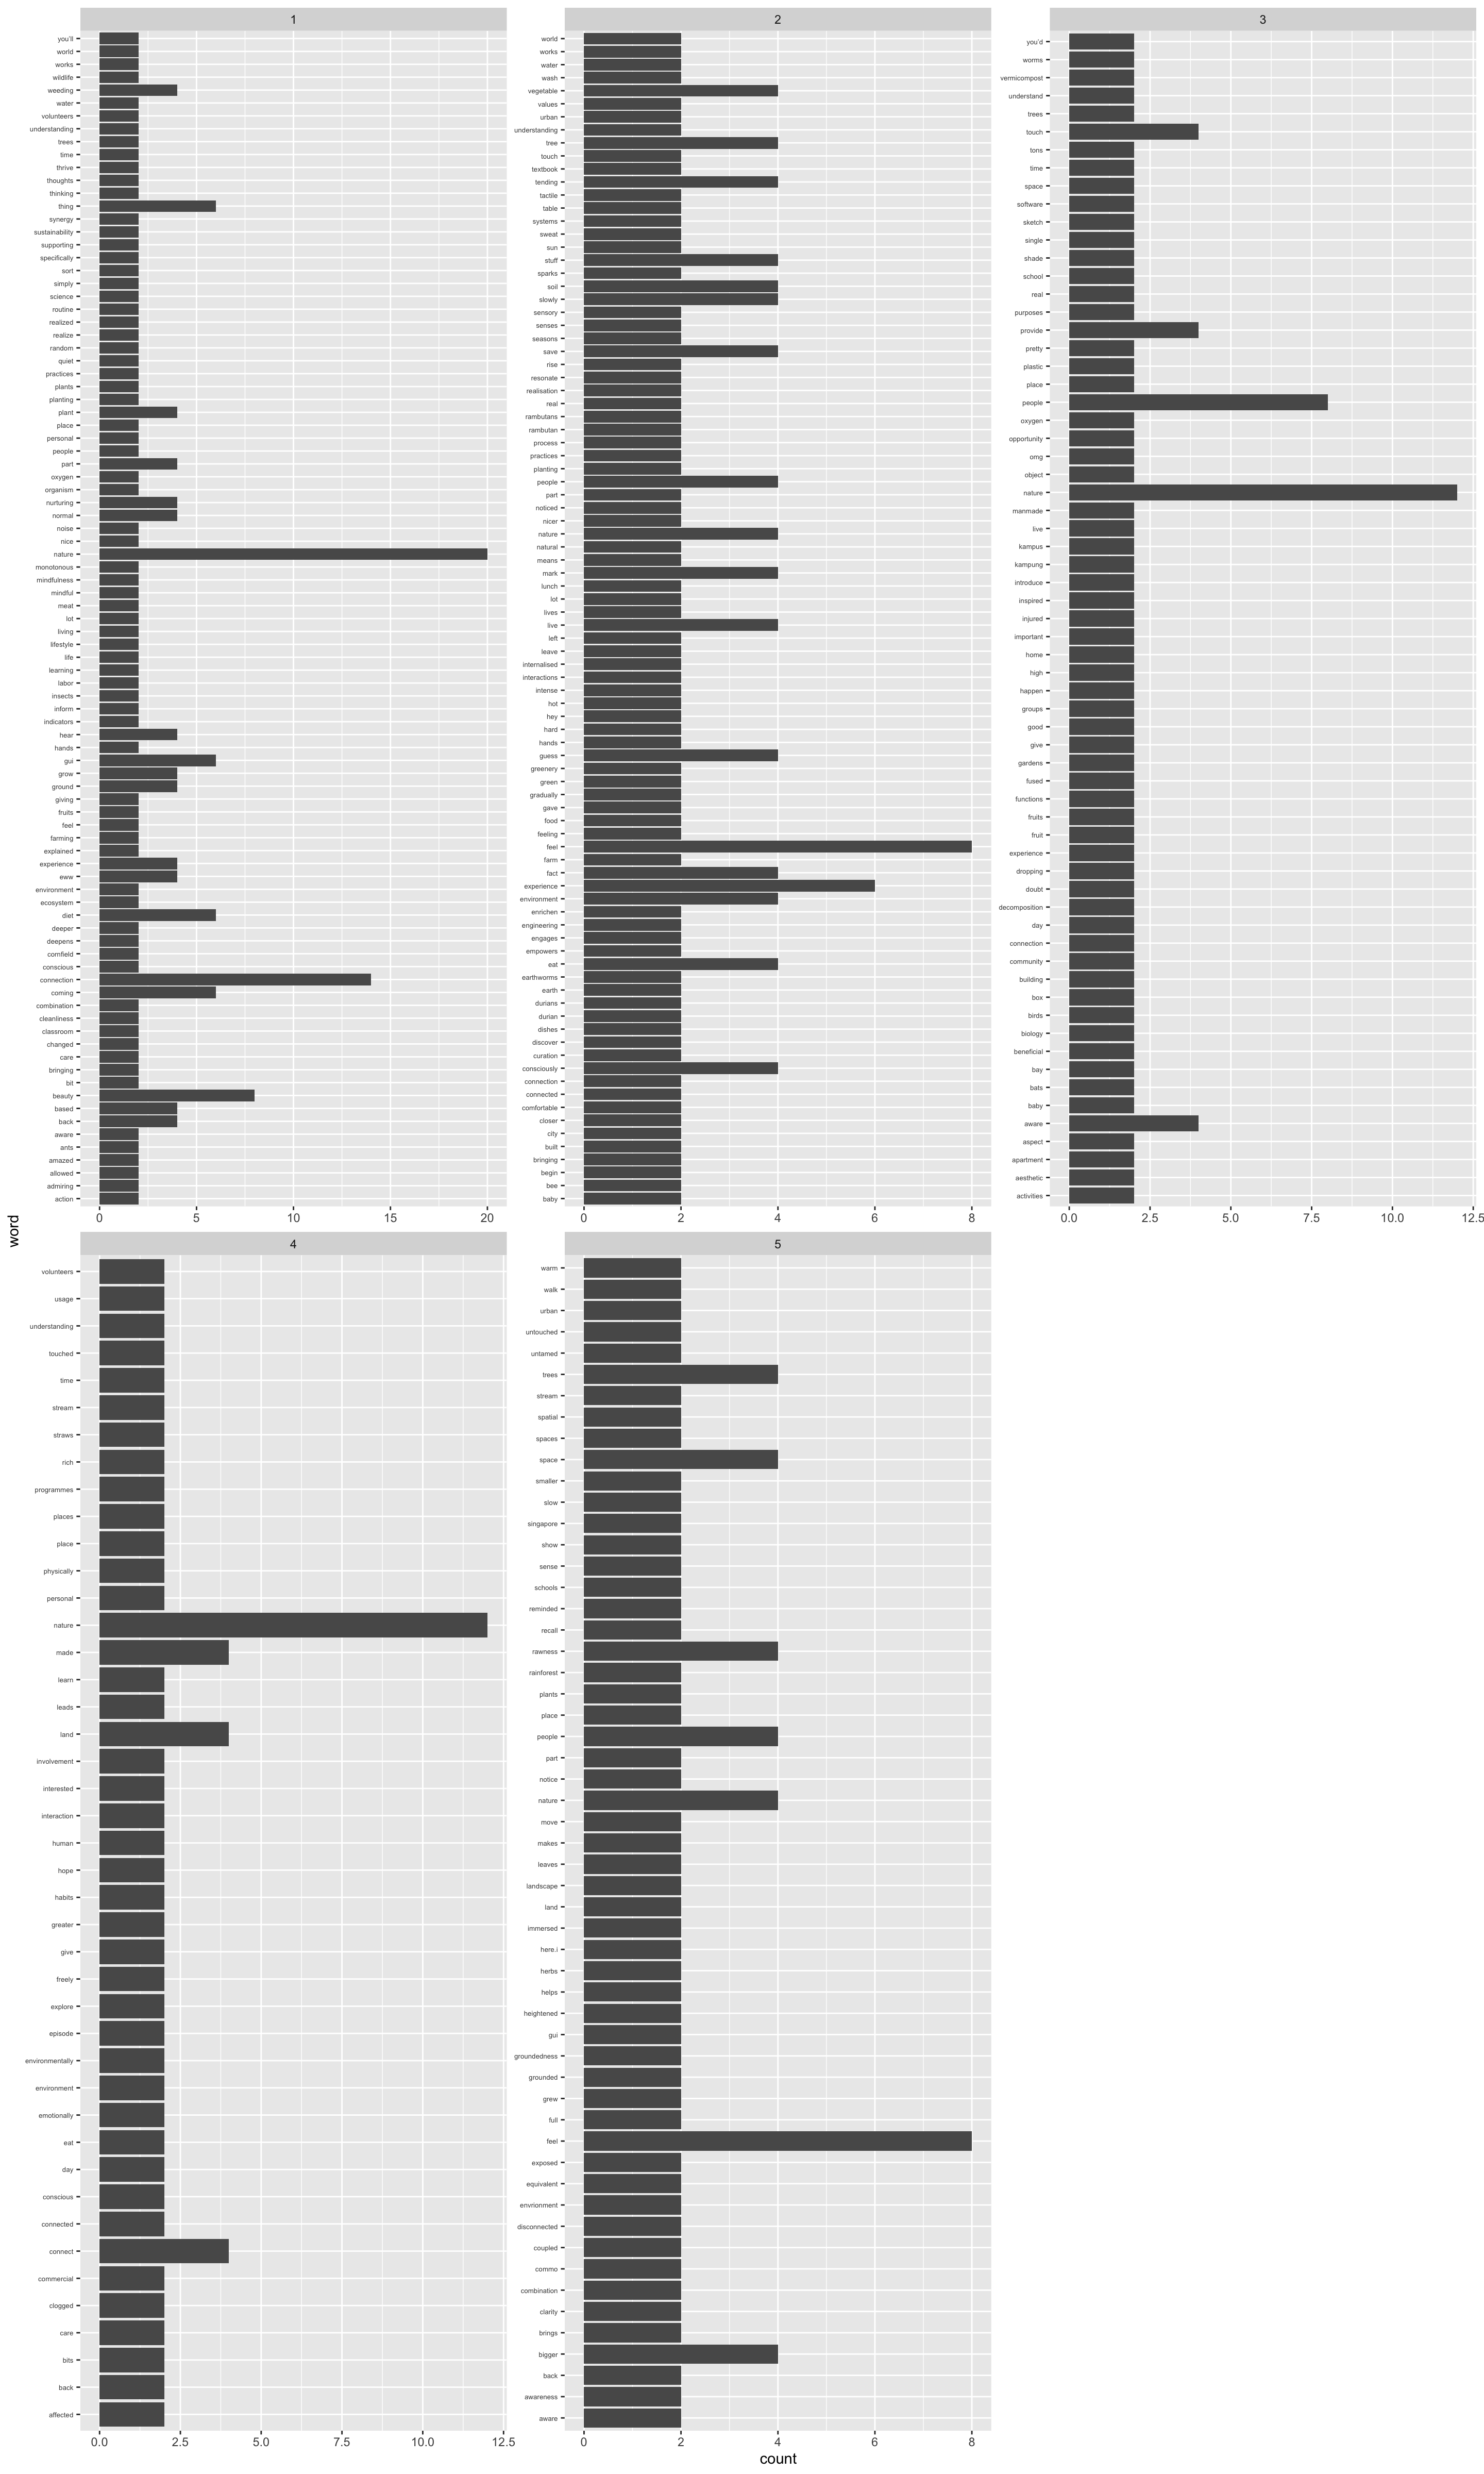 1
you'll
world
works
wildlife
weeding
water
volunteers
understanding
trees
time
thrive
thoughts
thinking
thing
synergy
sustainability
supporting
specifically
sort
simply
science
routine
realized
realize
random
quiet
practices
plants
planting
plant
place
personal
people
part
oxygen
organism
nurturing
normal
noise
nice
nature
monotonous
mindfulness
mindful
meat
lot
living
lifestyle
life
learning
labor
insects
inform
indicators
hear
hands
gui
grow
ground
giving
fruits
feel
farming
explained
experience
eww
environment
ecosystem
diet
deeper
deepens
comfield
conscious
connection
coming
combination
cleanliness
classroom
changed
care
bringing
bit
beauty
based
back
aware
ants
amazed
allowed
admiring
action
0 5 10 15 20
2
world
works
water
wash
vegetable
values
urban
understanding
tree
touch
textbook
tending
tactile
table
systems
sweat
sun
stuff
sparks
soil
slowly
sensory
senses
seasons
save
rise
resonate
realisation
real
rambutans
rambutan
process
practices
planting
people
part
noticed
nicer
nature
natural
means
mark
lunch
lot
lives
live
left
leave
internalised
interactions
intense
hot
hey
hard
hands
guess
greenery
green
gradually
gave
food
feeling
feel
farm
fact
experience
environment
enrichen
engineering
engages
empowers
eat
earthworms
earth
durians
durian
dishes
discover
curation
consciously
connection
connected
comfortable
closer
city
built
bringing
begin
bee
baby
0 2 4 6 8
3
you'd
worms
vermicompost
understand
trees
touch
tons
time
space
software
sketch
single
shade
school
real
purposes
provide
pretty
plastic
place
people
oxygen
opportunity
omg
object
nature
manmade
live
kampus
kampung
introduce
inspired
injured
important
home
high
happen
groups
good
give
gardens
fused
functions
fruits
fruit
experience
dropping
doubt
decomposition
day
connection
community
building
box
birds
biology
beneficial
bay
bats
baby
aware
aspect
apartment
aesthetic
activities
0.0 2.5 5.0 7.5 10.0 12.5
word
4
volunteers
usage
understanding
touched
time
stream
straws
rich
programmes
places
place
physically
personal
nature
made
learn
leads
land
involvement
interested
interaction
human
hope
habits
greater
give
freely
explore
episode
environmentally
environment
emotionally
eat
day
conscious
connected
connect
commercial
clogged
care
bits
back
affected
0.0 2.5 5.0 7.5 10.0 12.5
5
warm
walk
urban
untouched
untamed
trees
stream
spatial
spaces
space
smaller
slow
singapore
show
sense
schools
reminded
recall
rawness
rainforest
plants
place
people
part
notice
nature
move
makes
leaves
landscape
land
immersed
here.i
herbs
helps
heightened
gui
groundedness
grounded
grew
full
feel
exposed
equivalent
envrionment
disconnected
coupled
commo
combination
clarity
brings
bigger
back
awareness
aware
0 2 4 6 8
count